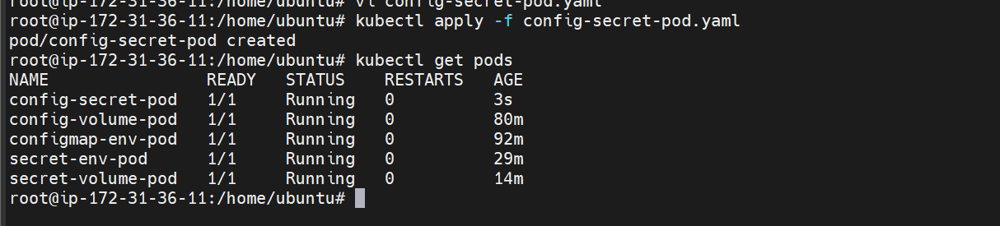 root@ip-172-31-36-11:/home/ubuntu# vi config-secret-pod.yaml
root@ip-172-31-36-11:/home/ubuntu# kubectl apply -f config-secret-pod.yaml
pod/config-secret-pod created
root@ip-172-31-36-11:/home/ubuntu# kubectl get pods
NAME                READY   STATUS    RESTARTS   AGE
config-secret-pod   1/1     Running   0          3s
config-volume-pod   1/1     Running   0          80m
configmap-env-pod   1/1     Running   0          92m
secret-env-pod      1/1     Running   0          29m
secret-volume-pod   1/1     Running   0          14m
root@ip-172-31-36-11:/home/ubuntu#